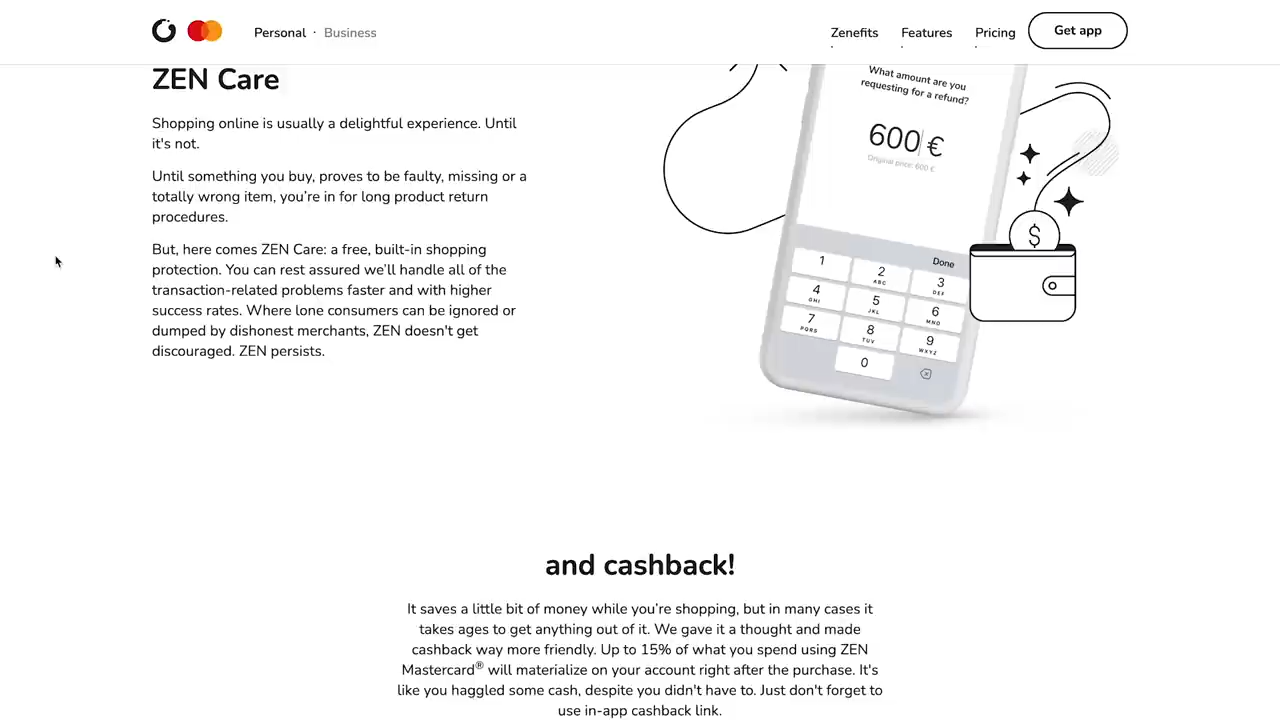 Personal · Business
Zenefits
Features
Pricing
Get app
ZEN Care
Shopping online is usually a delightful experience. Until
it's not.
Until something you buy, proves to be faulty, missing or a
totally wrong item, you’re in for long product return
procedures.
But, here comes ZEN Care: a free, built-in shopping
protection. You can rest assured we’ll handle all of the
transaction-related problems faster and with higher
success rates. Where lone consumers can be ignored or
dumped by dishonest merchants, ZEN doesn't get
discouraged. ZEN persists.
What amount are you
requesting for a refund?
600 €
Original price: 600 €
Done
1
2
ABC
3
DEF
4
GHI
5
JKL
6
MNO
7
PQRS
8
TUV
9
WXYZ
0
$
and cashback!
It saves a little bit of money while you’re shopping, but in many cases it
takes ages to get anything out of it. We gave it a thought and made
cashback way more friendly. Up to 15% of what you spend using ZEN
Mastercard® will materialize on your account right after the purchase. It's
like you haggled some cash, despite you didn't have to. Just don't forget to
use in-app cashback link.